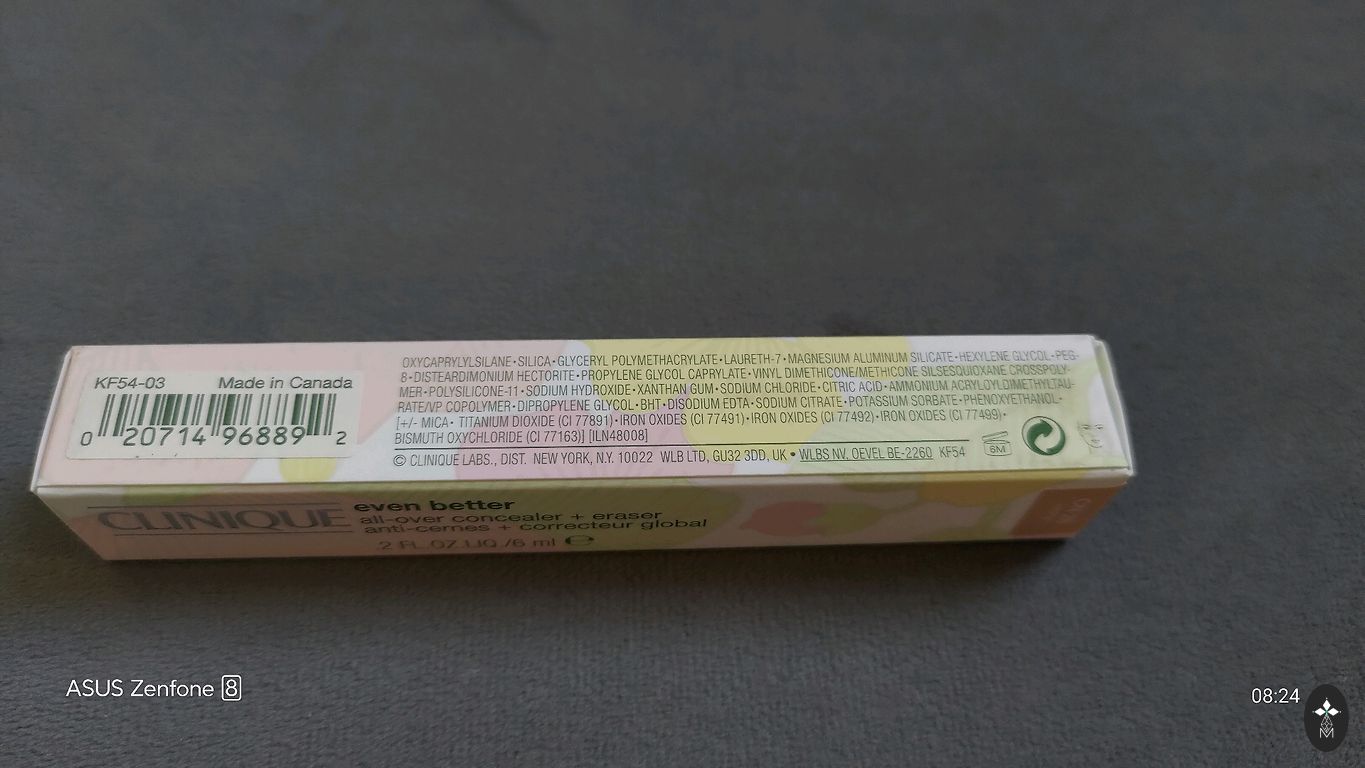 KF54-03 Made in Canada
0 20714 96889 2
OXYCAPRYLYLSILANE•SILICA•GLYCERYL POLYMETHACRYLATE•LAURETH-7•MAGNESIUM ALUMINUM SILICATE•HEXYLENE GLYCOL•PEG-
8•DISTEARDIMONIUM HECTORITE•PROPYLENE GLYCOL CAPRYLATE•VINYL DIMETHICONE/METHICONE SILSESQUIOXANE CROSSPOLY-
MER•POLYSILICONE-11•SODIUM HYDROXIDE•XANTHAN GUM•SODIUM CHLORIDE•CITRIC ACID•AMMONIUM ACRYLOYLDIMETHYLTAU-
RATE/VP COPOLYMER•DIPROPYLENE GLYCOL•BHT•DISODIUM EDTA•SODIUM CITRATE•POTASSIUM SORBATE•PHENOXYETHANOL•
[+/- MICA• TITANIUM DIOXIDE (CI 77891)•IRON OXIDES (CI 77491)•IRON OXIDES (CI 77492)•IRON OXIDES (CI 77499)•
BISMUTH OXYCHLORIDE (CI 77163)] [ILN48008]
© CLINIQUE LABS., DIST. NEW YORK, N.Y. 10022 WLB LTD, GU32 3DD, UK • WLBS NV. OEVEL BE-2260 KF54
6M
CLINIQUE
even better
all-over concealer + eraser
anti-cernes + correcteur global
.2 FL.OZ.LIQ./6 ml ℮
ASUS Zenfone 8
08:24
M